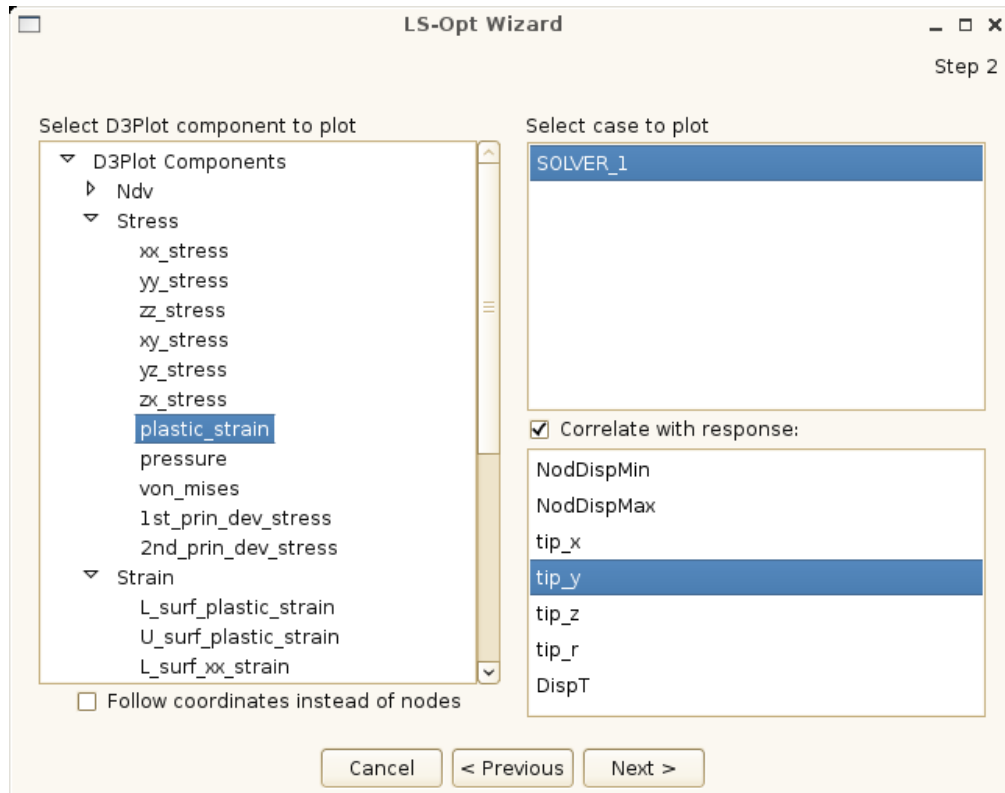 LS-Opt Wizard
Step 2
Select D3Plot component to plot
D3Plot Components
Ndv
Stress
xx_stress
yy_stress
zz_stress
xy_stress
yz_stress
zx_stress
plastic_strain
pressure
von_mises
1st_prin_dev_stress
2nd_prin_dev_stress
Strain
L_surf_plastic_strain
U_surf_plastic_strain
L_surf_xx_strain
Follow coordinates instead of nodes
Select case to plot
SOLVER_1
Correlate with response:
NodDispMin
NodDispMax
tip_x
tip_y
tip_z
tip_r
DispT
Cancel
< Previous
Next >